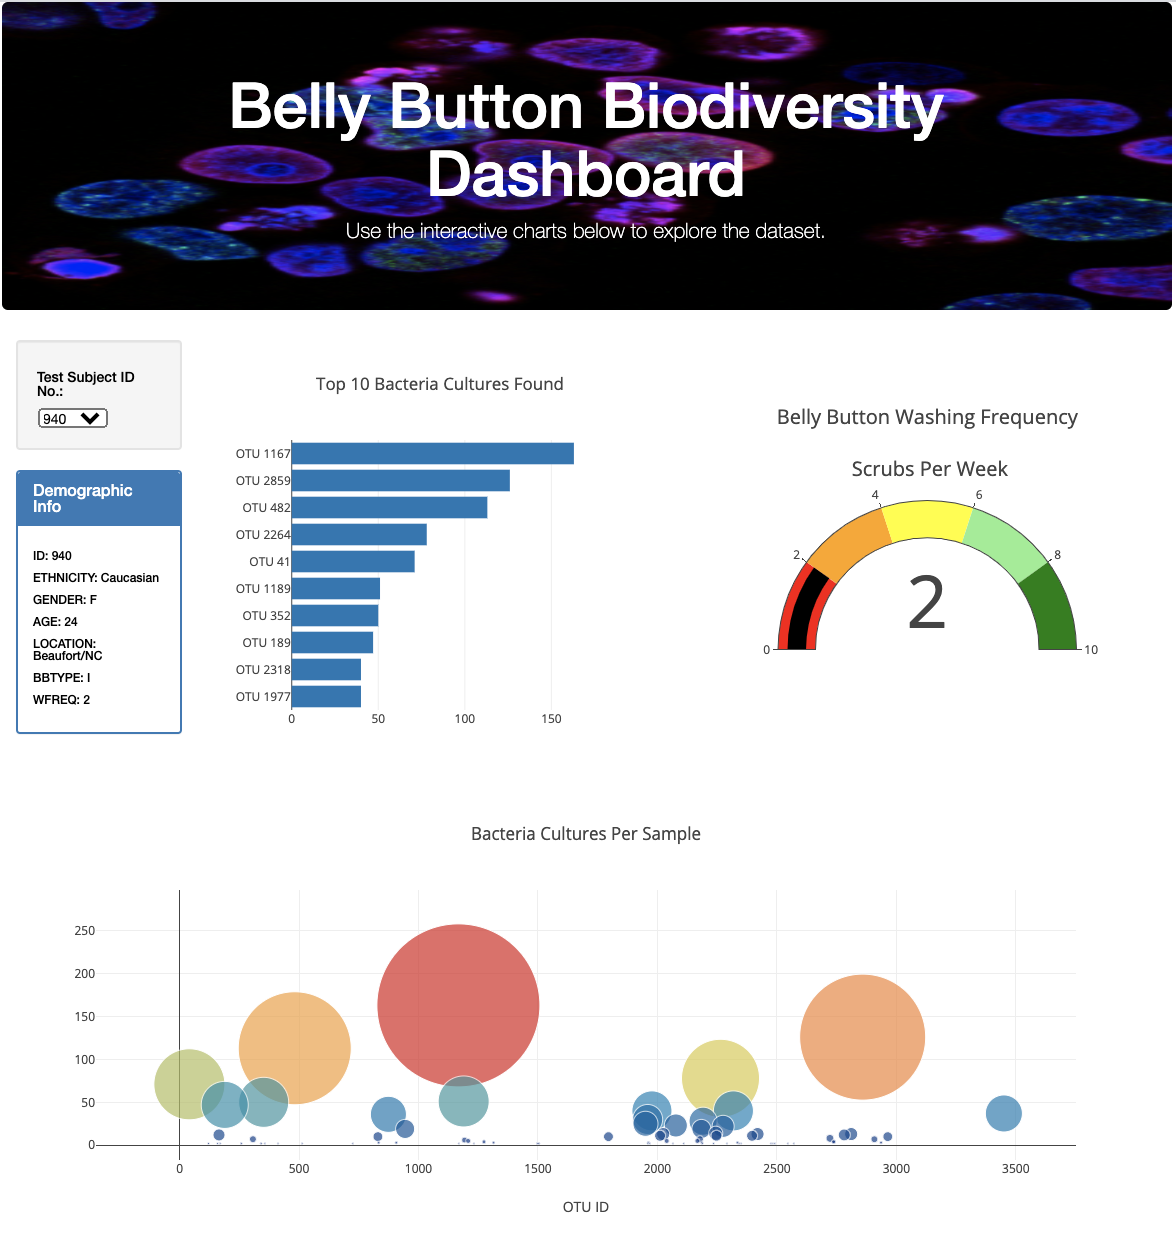 Belly Button Biodiversity
Dashboard
Use the interactive charts below to explore the dataset.
Test Subject ID
No.:
940
Demographic
Info
ID: 940
ETHNICITY: Caucasian
GENDER: F
AGE: 24
LOCATION:
Beaufort/NC
BBTYPE: I
WFREQ: 2
Top 10 Bacteria Cultures Found
OTU 1167
OTU 2859
OTU 482
OTU 2264
OTU 41
OTU 1189
OTU 352
OTU 189
OTU 2318
OTU 1977
0 50 100 150
Belly Button Washing Frequency
Scrubs Per Week
4 6
2 8
2
0 10
Bacteria Cultures Per Sample
250
200
150
100
50
0
0 500 1000 1500 2000 2500 3000 3500
OTU ID